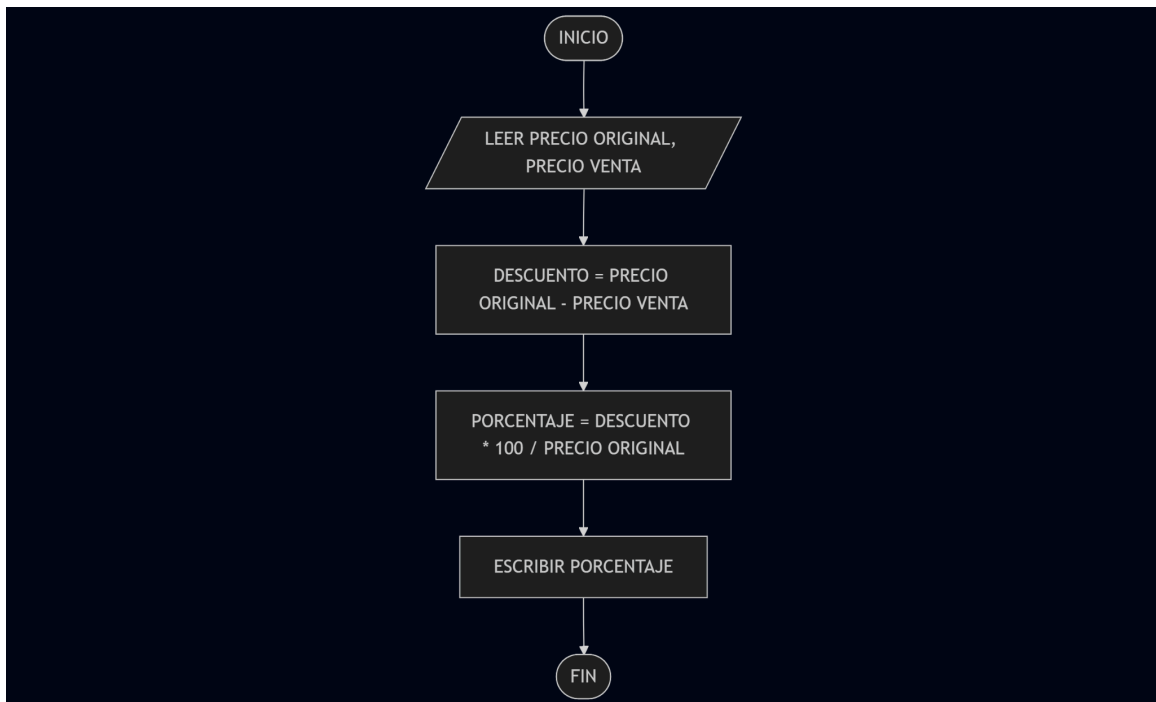 INICIO
LEER PRECIO ORIGINAL,
PRECIO VENTA
DESCUENTO = PRECIO
ORIGINAL - PRECIO VENTA
PORCENTAJE = DESCUENTO
* 100 / PRECIO ORIGINAL
ESCRIBIR PORCENTAJE
FIN